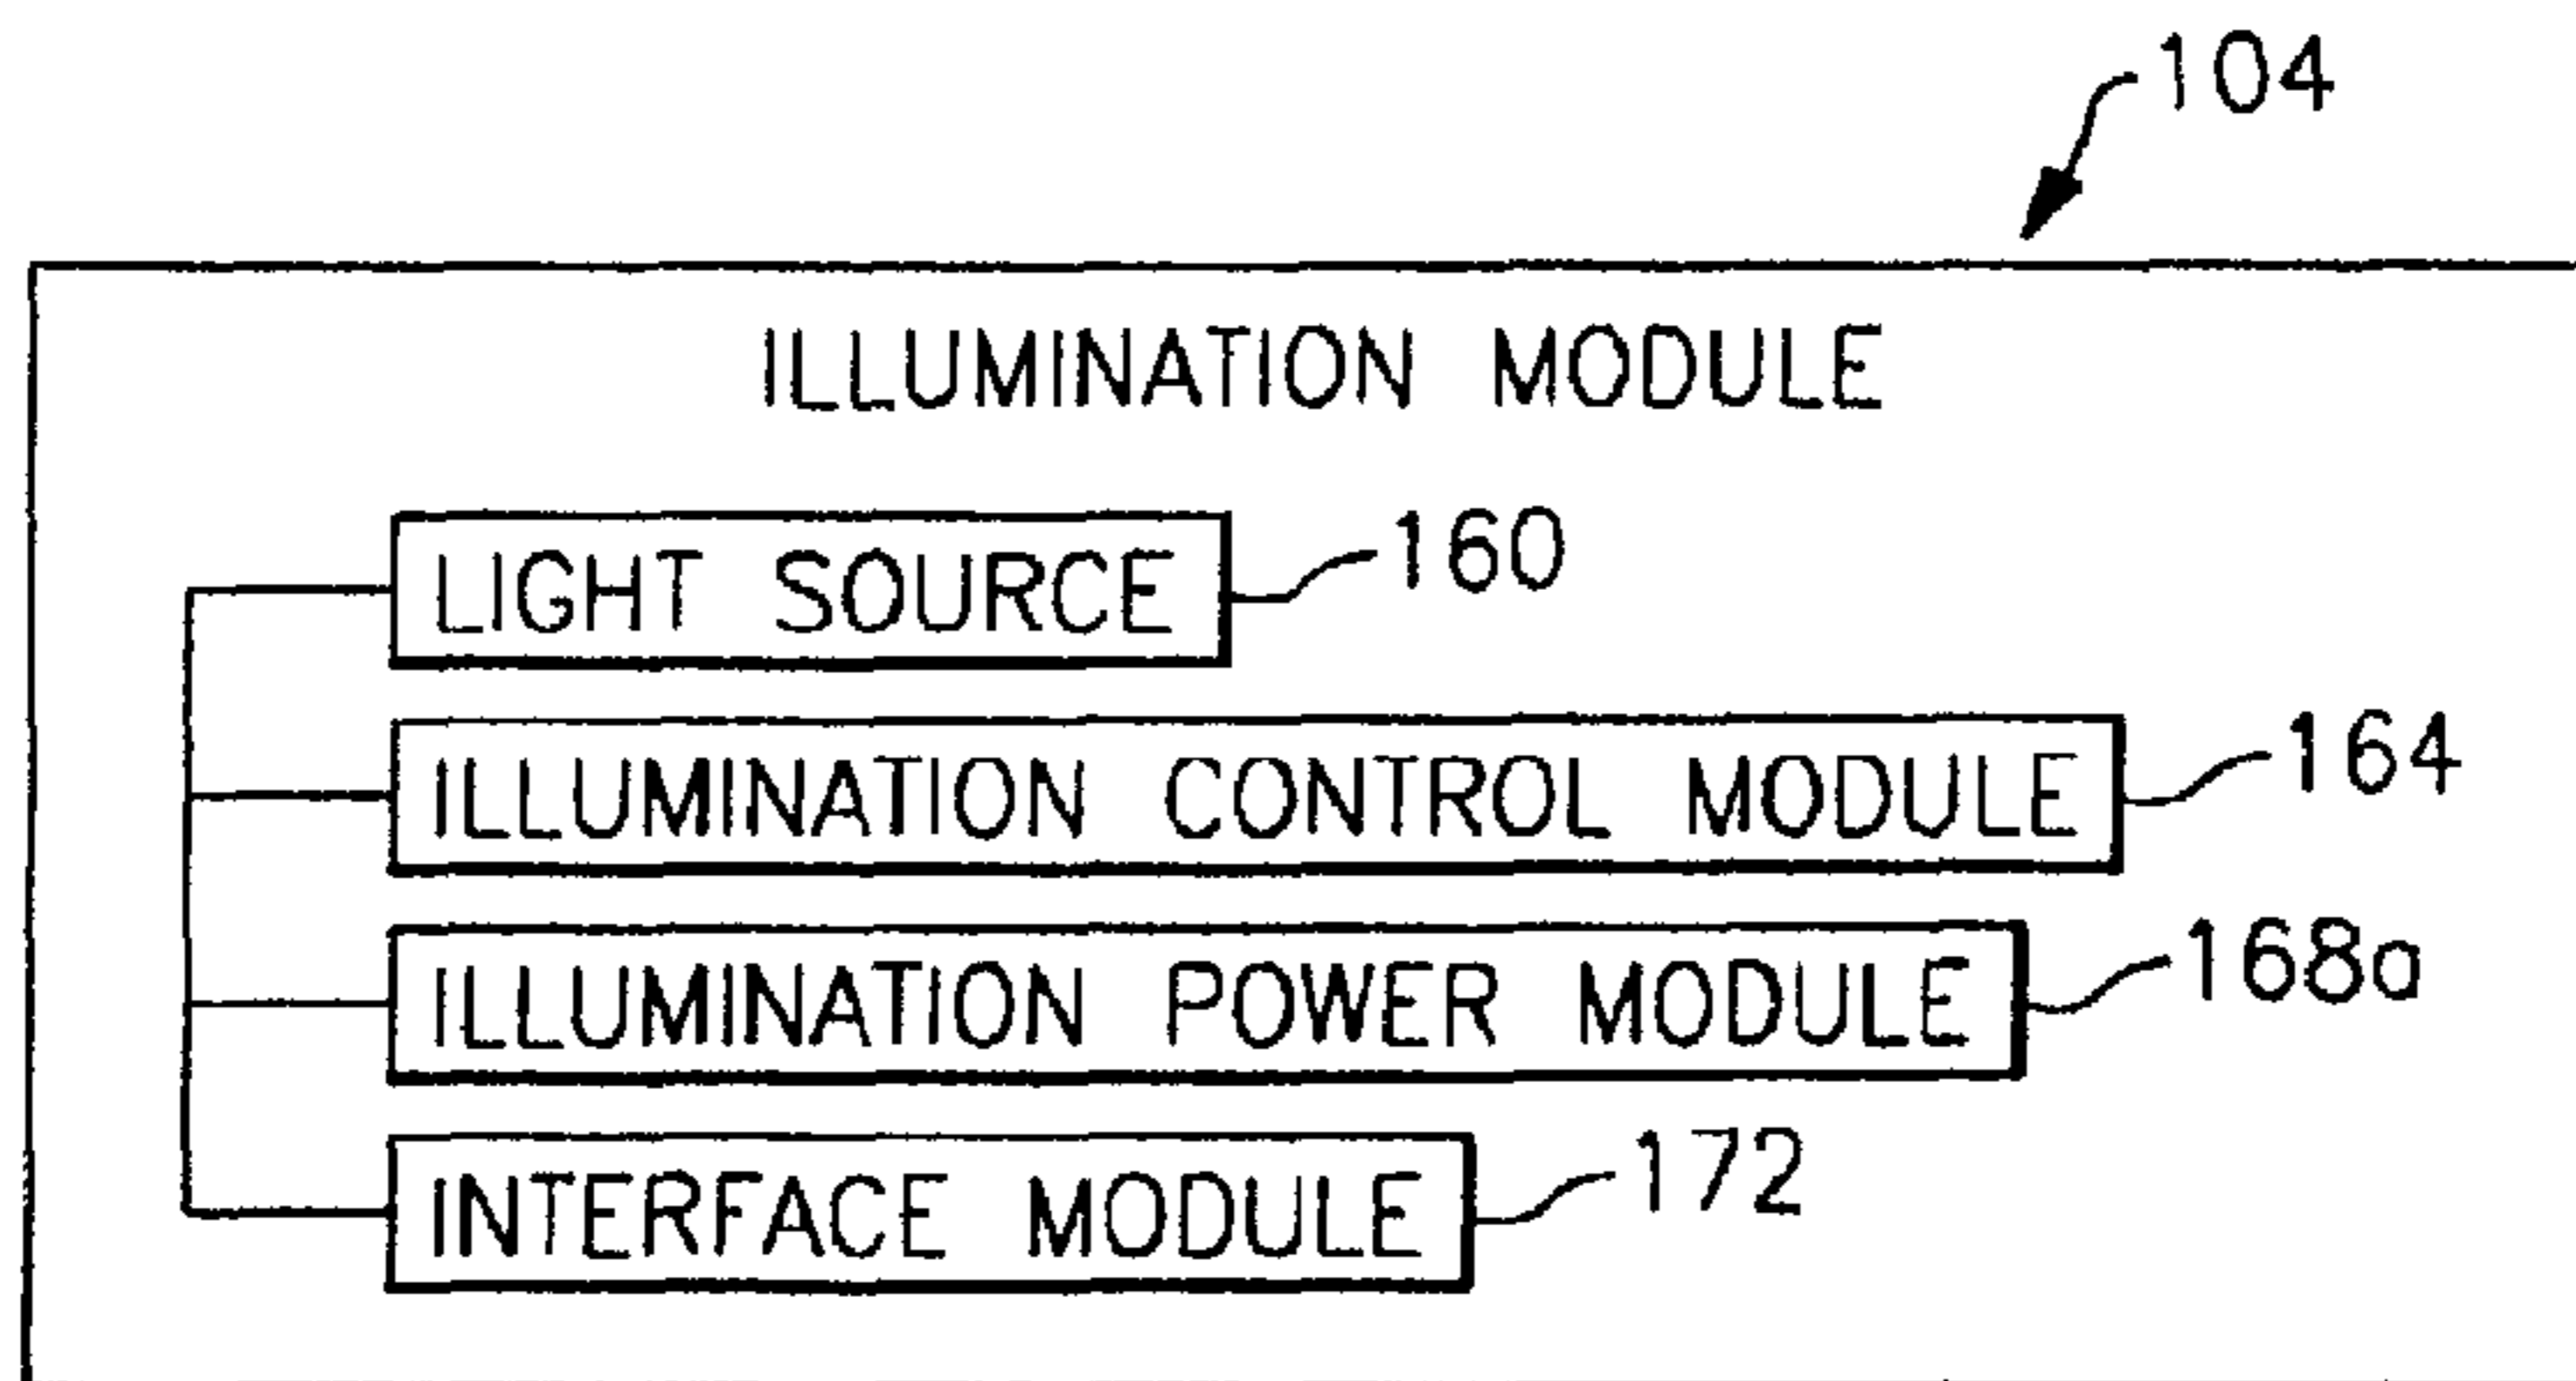 104
ILLUMINATION MODULE
LIGHT SOURCE 160
ILLUMINATION CONTROL MODULE 164
ILLUMINATION POWER MODULE 168a
INTERFACE MODULE 172